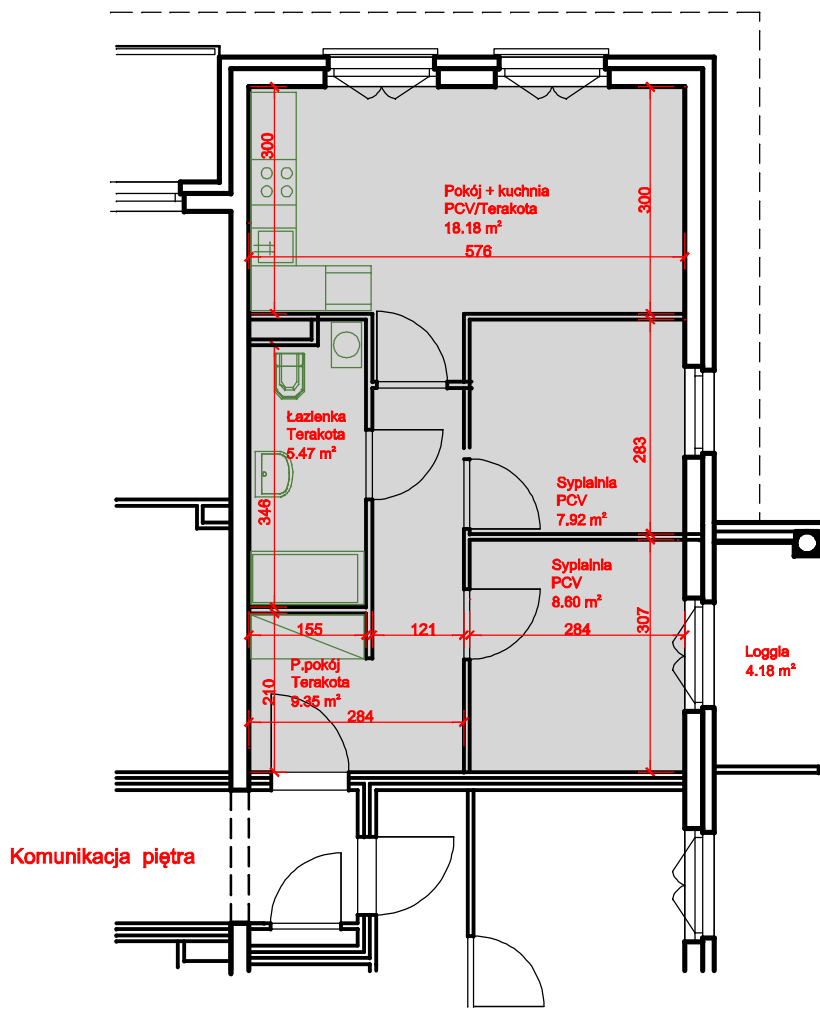 300
Pokój + kuchnia
PCV/Terakota
18.18 m²
300
576
Łazienka
Terakota
5.47 m²
346
283
Sypialnia
PCV
7.92 m²
Sypialnia
PCV
8.60 m²
307
155
121
284
Loggia
4.18 m²
P.pokój
Terakota
9.35 m²
210
284
Komunikacja piętra